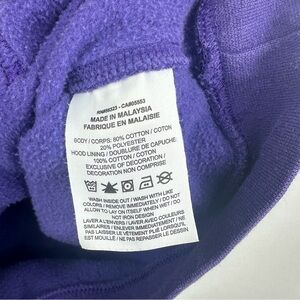 MADE IN MALAYSIA
FABRIQUE EN MALAISIE
BODY / CORPS: 80% COTTON / COTON
20% POLYESTER
HOOD LINING / DOUBLURE DE CAPUCHE
100% COTTON / COTON
EXCLUSIVE OF DECORATION /
DECORATION NON COMPRISE
WASH INSIDE OUT / WASH WITH LIKE
COLORS / REMOVE IMMEDIATELY / DO NOT
ALLOW TO LAY ON ITSELF WHEN WET / DO
NOT IRON DESIGN
LAVER A L'ENVERS / LAVER AVEC COULEURS
SIMILAIRES / ENLEVER IMMEDIATEMENT / NE
PAS LAISSER LE VÊTEMENT PLIÉ LORSQU'IL
EST MOUILLÉ / NE PAS REPASSER LE DESSIN